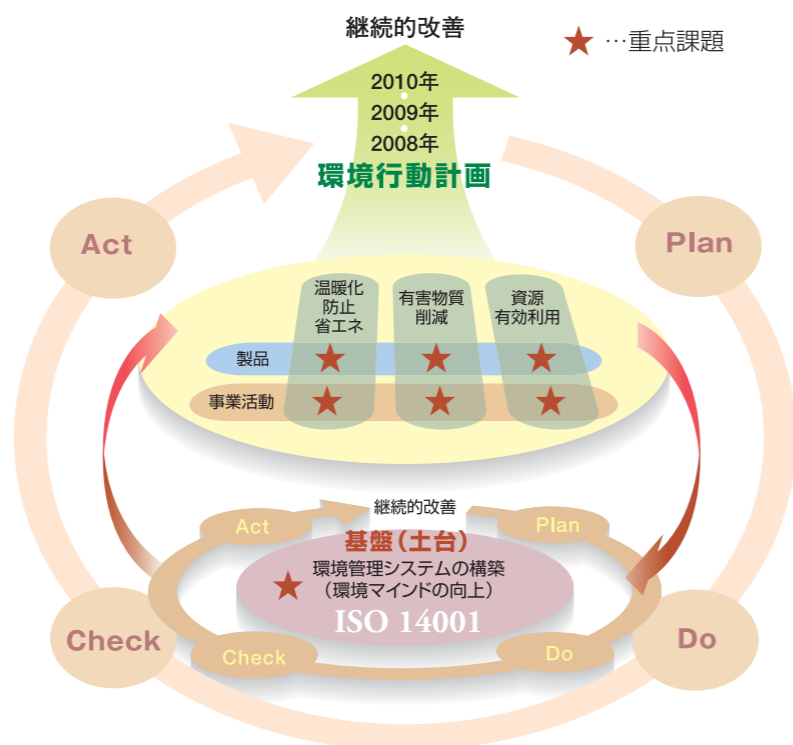 継続的改善
★ …重点課題
2010年
2009年
2008年
環境行動計画
Act
Plan
温暖化
防止
省エネ
有害物質
削減
資源
有効利用
製品
事業活動
継続的改善
Act
Plan
基盤(土台)
環境管理システムの構築
(環境マインドの向上)
ISO 14001
Check
Do
Check
Do